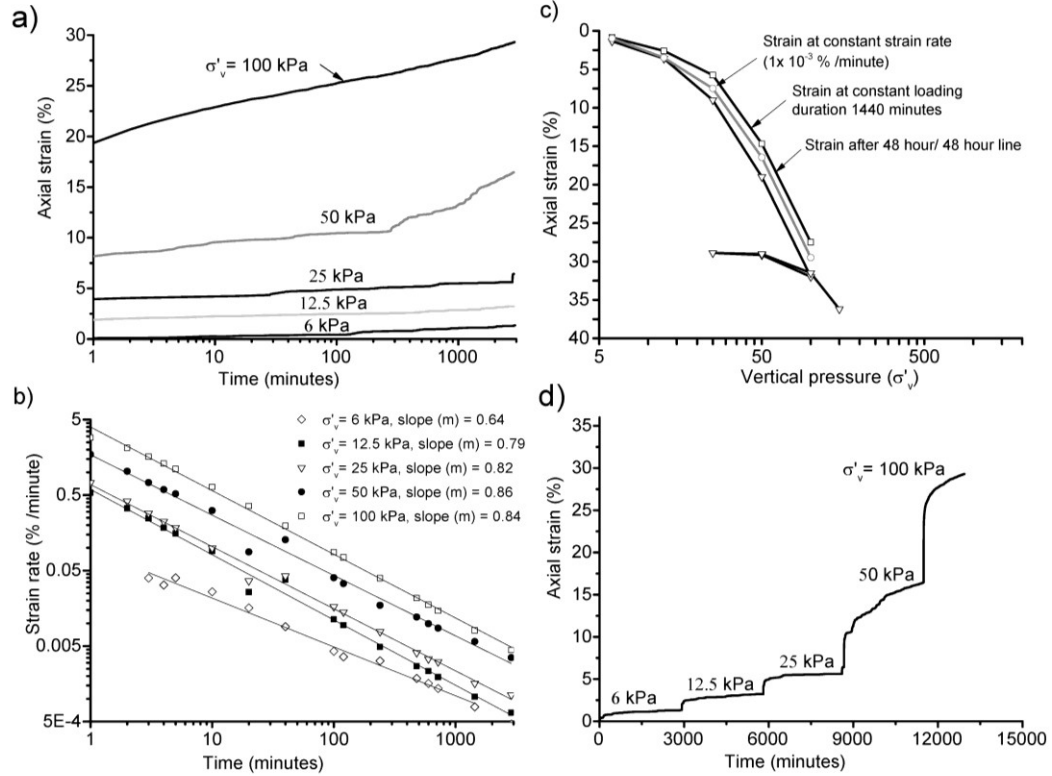 a)
30
25
20
15
10
5
0
Axial strain (%)
σ'v = 100 kPa
50 kPa
25 kPa
12.5 kPa
6 kPa
1
10
100
1000
Time (minutes)
c)
0
5
10
15
20
25
30
35
40
Axial strain (%)
Strain at constant strain rate
(1x 10⁻³ % /minute)
Strain at constant loading
duration 1440 minutes
Strain after 48 hour/ 48 hour line
5
50
500
Vertical pressure (σ'v)
b)
5
0.5
0.05
0.005
5E-4
Strain rate (% /minute)
σ'v= 6 kPa, slope (m) = 0.64
σ'v= 12.5 kPa, slope (m) = 0.79
σ'v= 25 kPa, slope (m) = 0.82
σ'v= 50 kPa, slope (m) = 0.86
σ'v= 100 kPa, slope (m) = 0.84
1
10
100
1000
Time (minutes)
d)
35
30
25
20
15
10
5
0
Axial strain (%)
σ'v = 100 kPa
50 kPa
25 kPa
12.5 kPa
6 kPa
0
3000
6000
9000
12000
15000
Time (minutes)